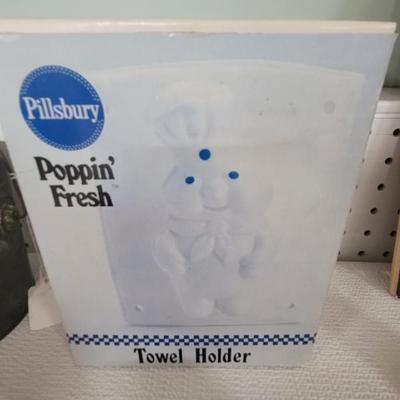 Pillsbury
Poppin'
Fresh
Towel Holder